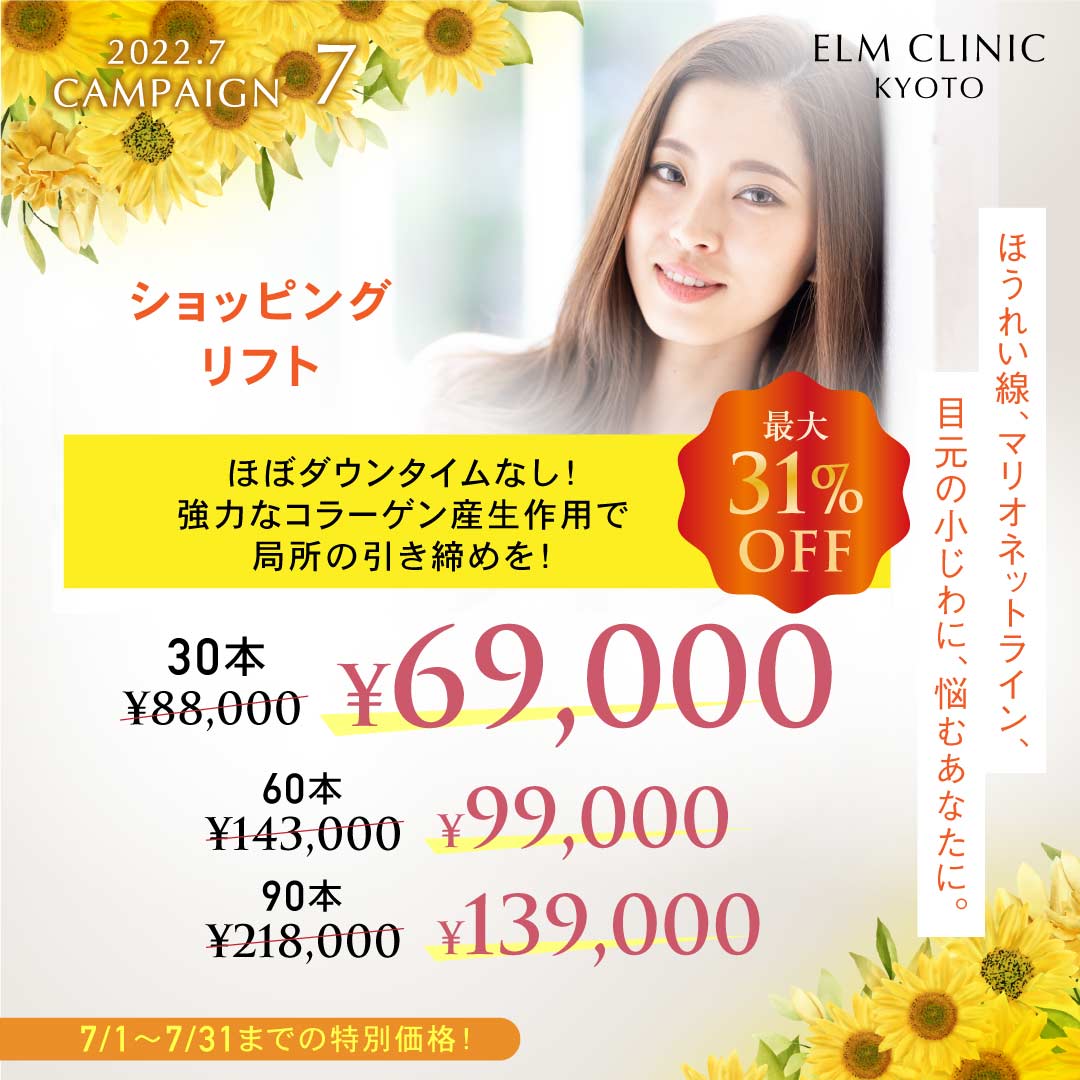 2022.7
CAMPAIGN 7
ELM CLINIC
KYOTO
ショッピング
リフト
ほうれい線、マリオネットライン、
目元の小じわに、悩むあなたに。
ほぼダウンタイムなし!
強力なコラーゲン産生作用で
局所の引き締めを!
最大
31%
OFF
30本
¥88,000
¥69,000
60本
¥143,000
¥99,000
90本
¥218,000
¥139,000
7/1〜7/31までの特別価格!